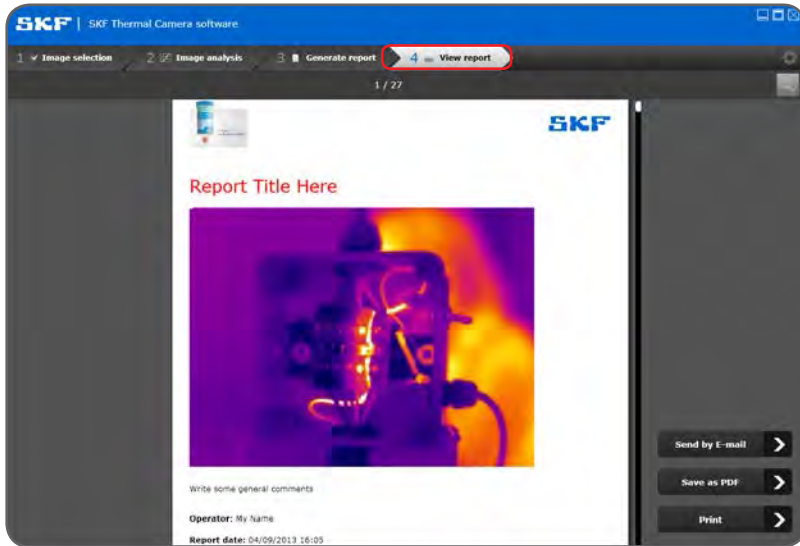 SKF | SKF Thermal Camera software
1 Image selection 2 Image analysis 3 Generate report 4 View report
1 / 27
SKF
Report Title Here
Write some general comments
Operator: My Name
Report date: 04/09/2013 16:05
Send by E-mail
Save as PDF
Print